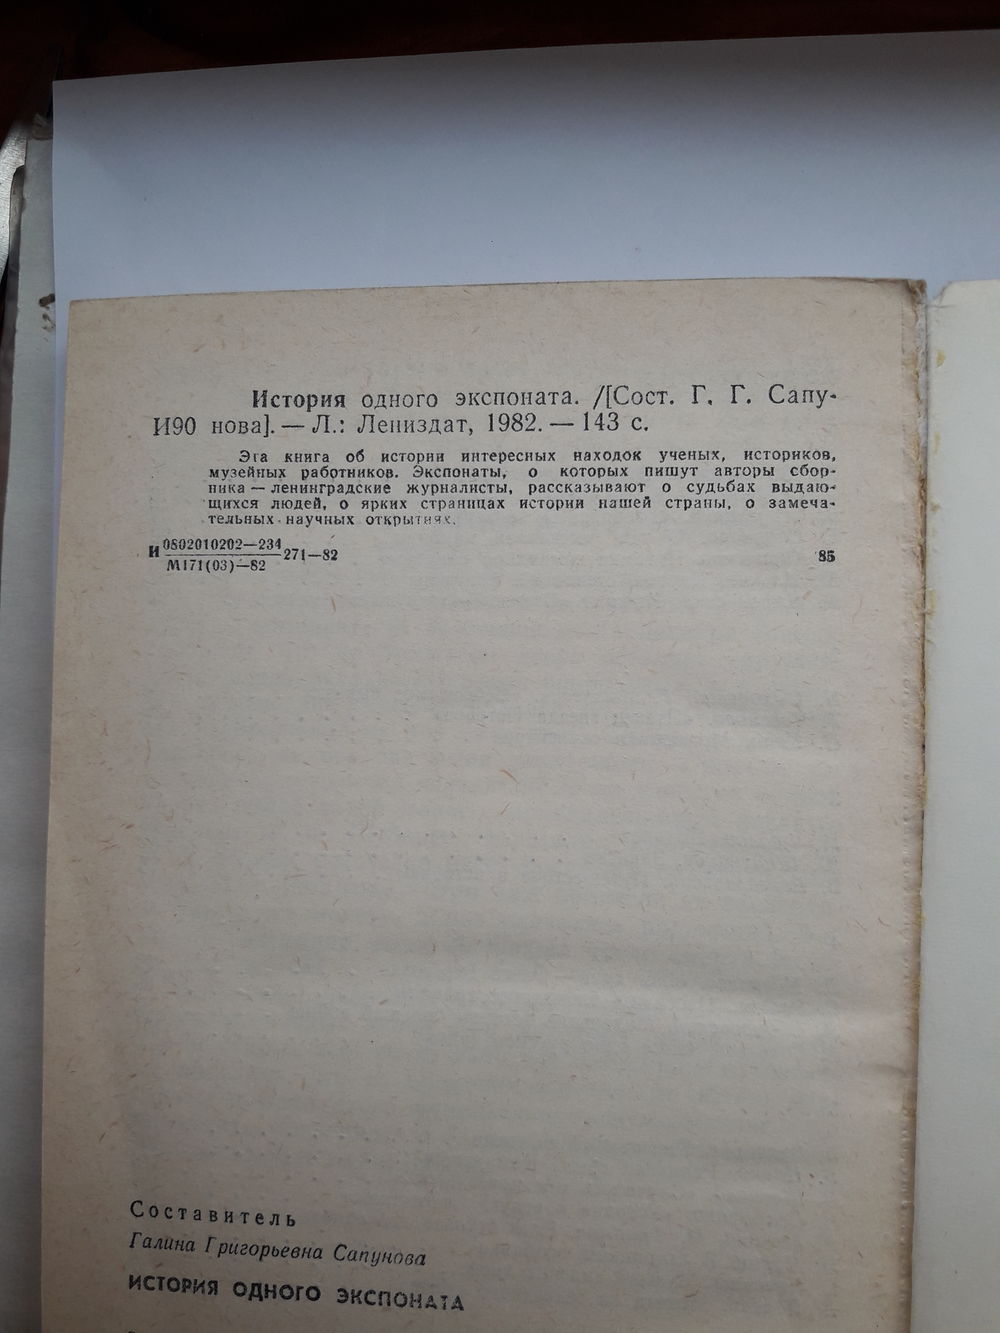 История одного экспоната. /[Сост. Г. Г. Сапу-
И90 нова]. — Л.: Лениздат, 1982. — 143 с.
Эта книга об истории интересных находок ученых, историков,
музейных работников. Экспонаты, о которых пишут авторы сбор-
ника — ленинградские журналисты, рассказывают о судьбах выдаю-
щихся людей, о ярких страницах истории нашей страны, о замеча-
тельных научных открытиях.
И 0802010202—234 271—82 85
М171(03)—82
Составитель
Галина Григорьевна Сапунова
ИСТОРИЯ ОДНОГО ЭКСПОНАТА